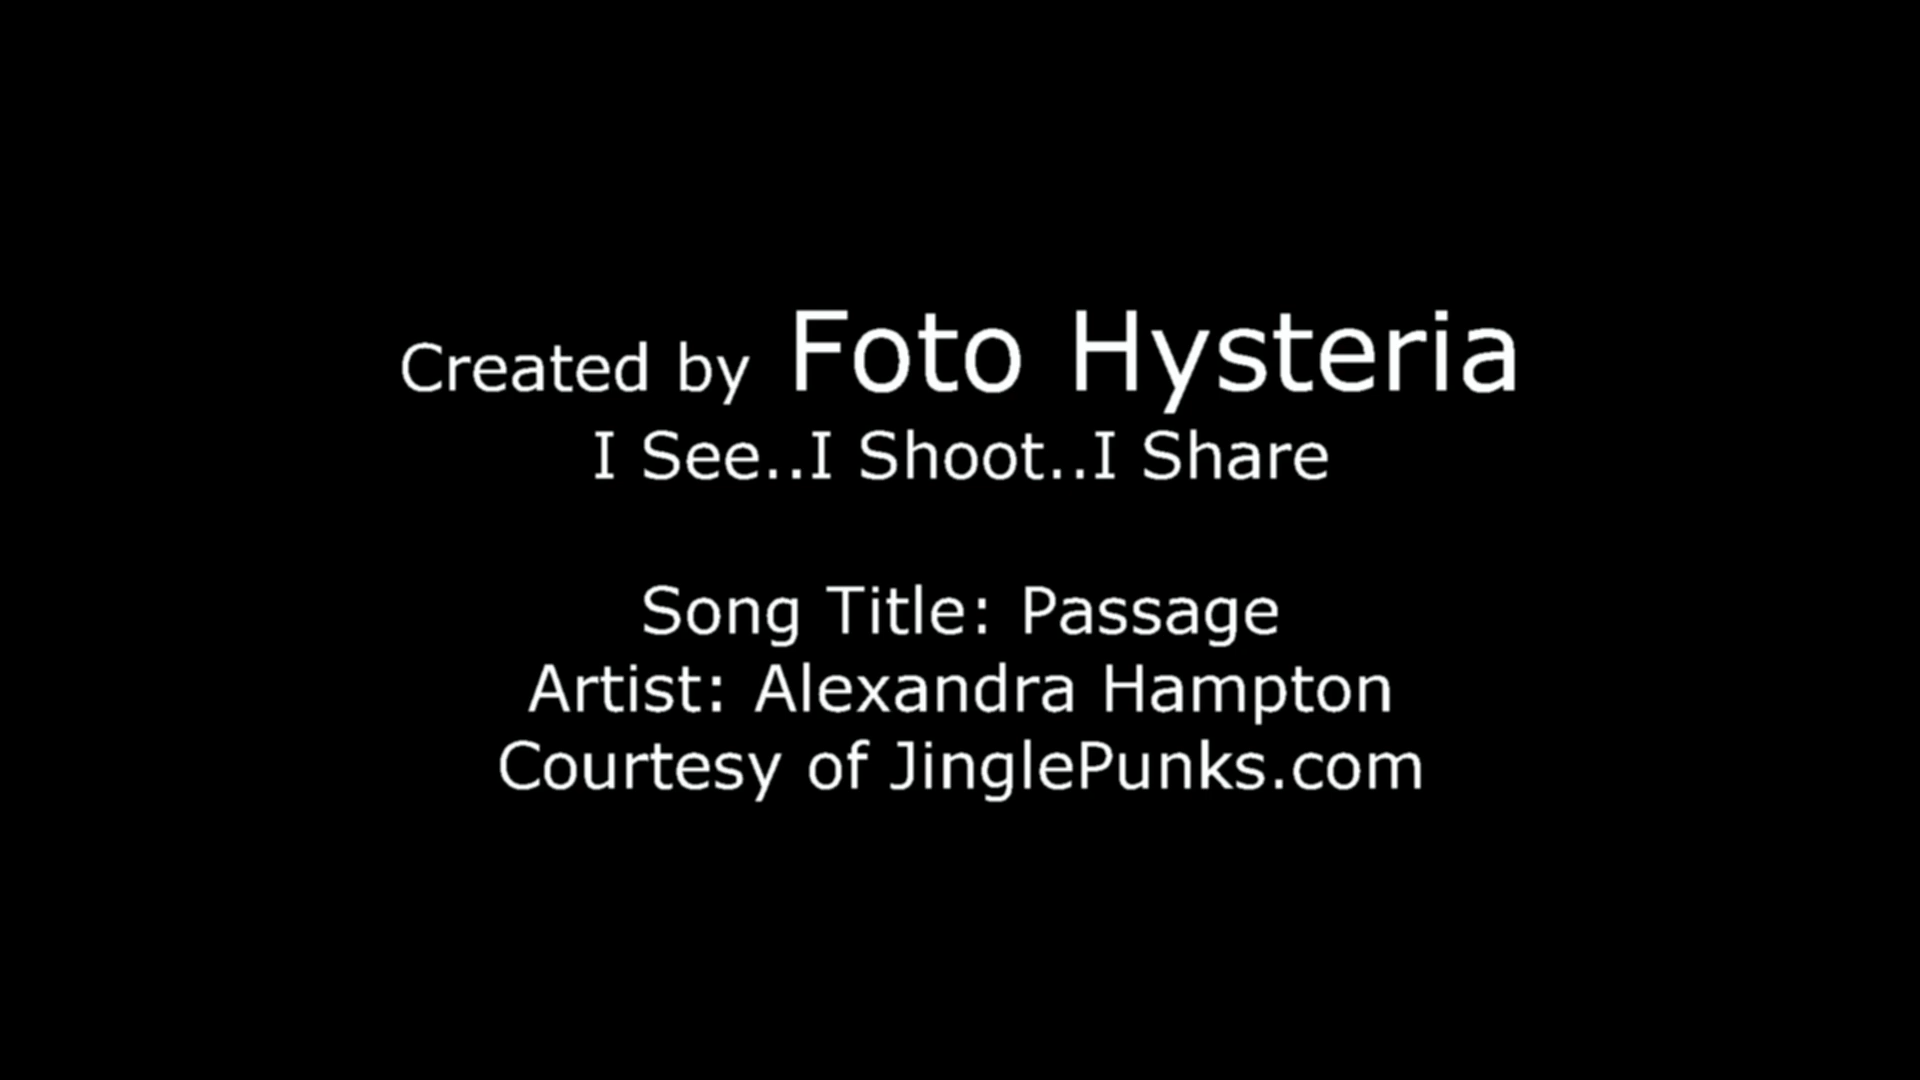 Created by Foto Hysteria
I See..I Shoot..I Share
Song Title: Passage
Artist: Alexandra Hampton
Courtesy of JinglePunks.com